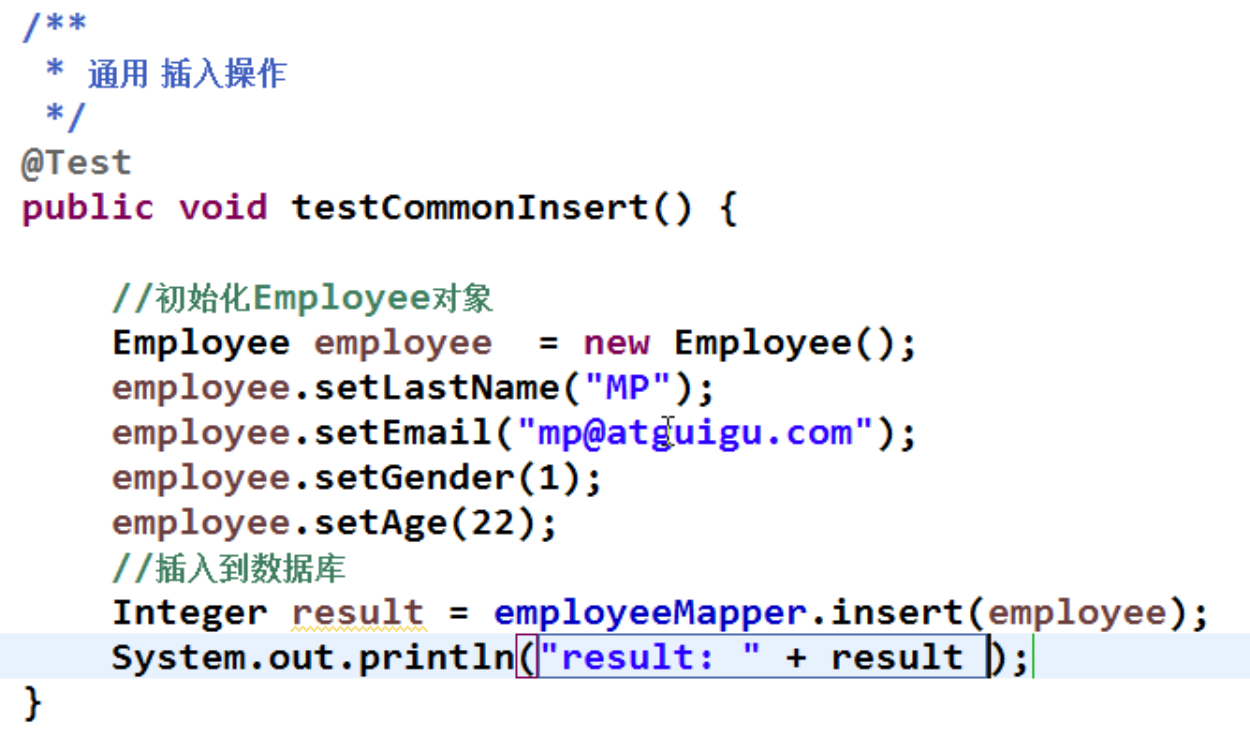 /**
 * 通用 插入操作
 */
@Test
public void testCommonInsert() {
    //初始化Employee对象
    Employee employee  = new Employee();
    employee.setLastName("MP");
    employee.setEmail("mp@atguigu.com");
    employee.setGender(1);
    employee.setAge(22);
    //插入到数据库
    Integer result = employeeMapper.insert(employee);
    System.out.println("result: " + result );
}